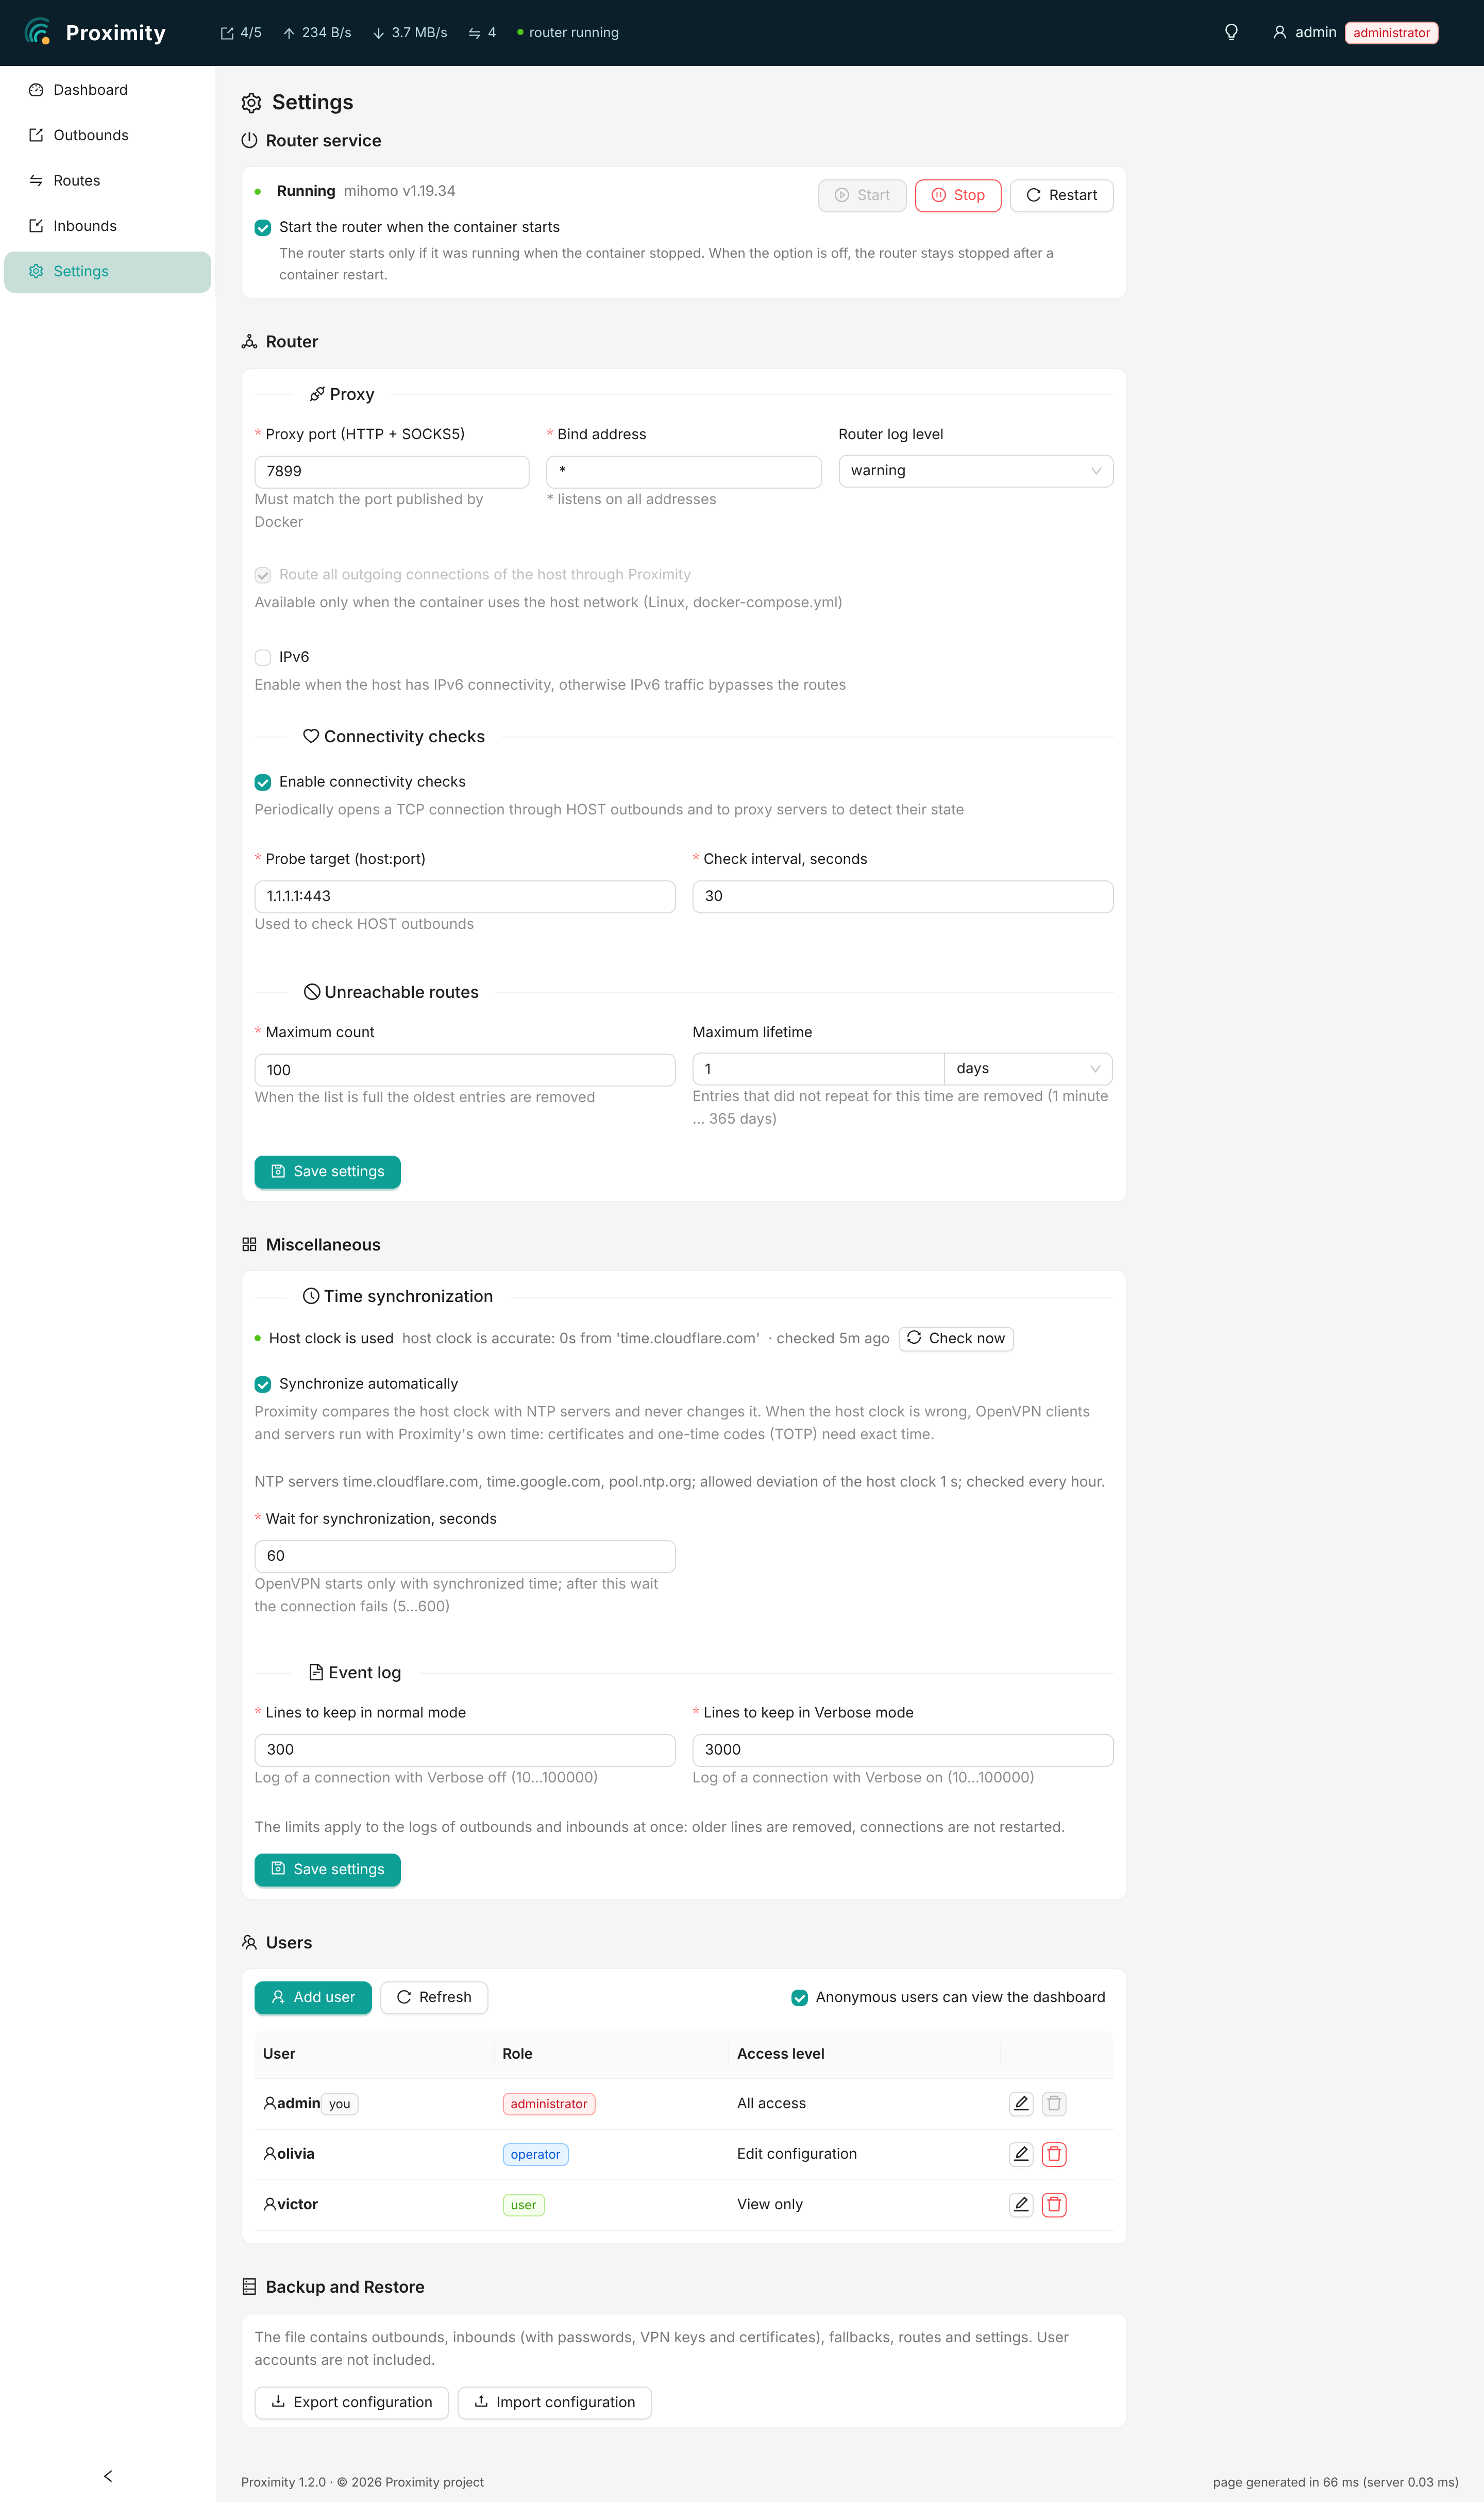 Proximity
4/5
234 B/s
3.7 MB/s
4
router running
admin
administrator
Dashboard
Outbounds
Routes
Inbounds
Settings
Settings
Router service
Running mihomo v1.19.34
Start
Stop
Restart
Start the router when the container starts
The router starts only if it was running when the container stopped. When the option is off, the router stays stopped after a
container restart.
Router
Proxy
* Proxy port (HTTP + SOCKS5)
* Bind address
Router log level
7899
*
warning
Must match the port published by
Docker
* listens on all addresses
Route all outgoing connections of the host through Proximity
Available only when the container uses the host network (Linux, docker-compose.yml)
IPv6
Enable when the host has IPv6 connectivity, otherwise IPv6 traffic bypasses the routes
Connectivity checks
Enable connectivity checks
Periodically opens a TCP connection through HOST outbounds and to proxy servers to detect their state
* Probe target (host:port)
* Check interval, seconds
1.1.1.1:443
30
Used to check HOST outbounds
Unreachable routes
* Maximum count
Maximum lifetime
100
1
days
When the list is full the oldest entries are removed
Entries that did not repeat for this time are removed (1 minute
... 365 days)
Save settings
Miscellaneous
Time synchronization
Host clock is used host clock is accurate: 0s from 'time.cloudflare.com' · checked 5m ago
Check now
Synchronize automatically
Proximity compares the host clock with NTP servers and never changes it. When the host clock is wrong, OpenVPN clients
and servers run with Proximity's own time: certificates and one-time codes (TOTP) need exact time.
NTP servers time.cloudflare.com, time.google.com, pool.ntp.org; allowed deviation of the host clock 1 s; checked every hour.
* Wait for synchronization, seconds
60
OpenVPN starts only with synchronized time; after this wait
the connection fails (5...600)
Event log
* Lines to keep in normal mode
* Lines to keep in Verbose mode
300
3000
Log of a connection with Verbose off (10...100000)
Log of a connection with Verbose on (10...100000)
The limits apply to the logs of outbounds and inbounds at once: older lines are removed, connections are not restarted.
Save settings
Users
Add user
Refresh
Anonymous users can view the dashboard
User
Role
Access level
admin
you
administrator
All access
olivia
operator
Edit configuration
victor
user
View only
Backup and Restore
The file contains outbounds, inbounds (with passwords, VPN keys and certificates), fallbacks, routes and settings. User
accounts are not included.
Export configuration
Import configuration
Proximity 1.2.0 · © 2026 Proximity project
page generated in 66 ms (server 0.03 ms)